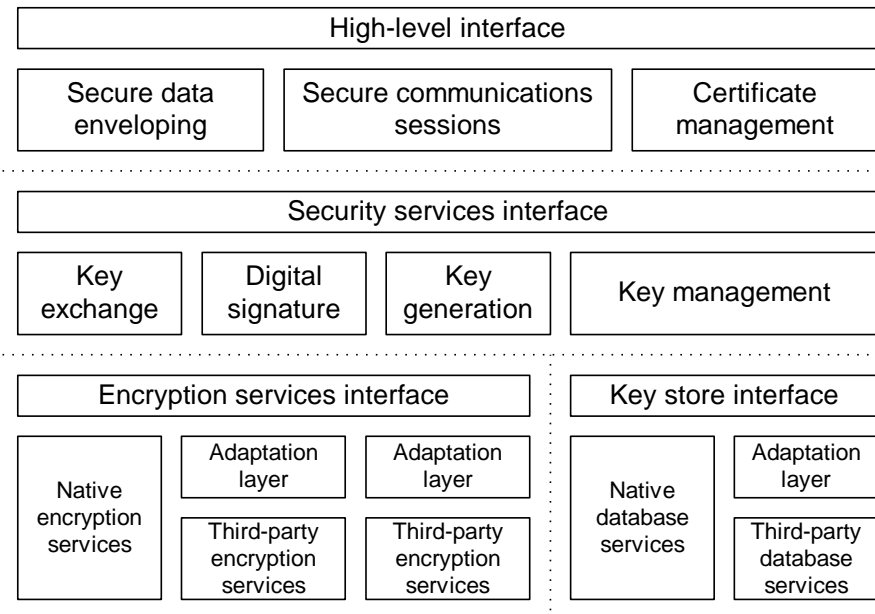 High-level interface
Secure data
enveloping
Secure communications
sessions
Certificate
management
Security services interface
Key
exchange
Digital
signature
Key
generation
Key management
Encryption services interface
Key store interface
Native
encryption
services
Adaptation
layer
Adaptation
layer
Third-party
encryption
services
Third-party
encryption
services
Native
database
services
Adaptation
layer
Third-party
database
services